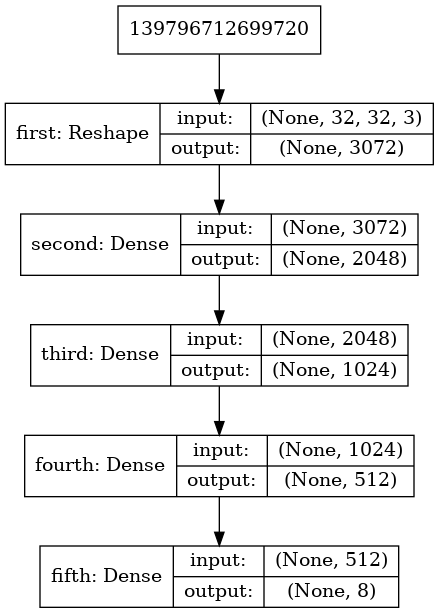 139796712699720
first: Reshape
input: (None, 32, 32, 3)
output: (None, 3072)
second: Dense
input: (None, 3072)
output: (None, 2048)
third: Dense
input: (None, 2048)
output: (None, 1024)
fourth: Dense
input: (None, 1024)
output: (None, 512)
fifth: Dense
input: (None, 512)
output: (None, 8)